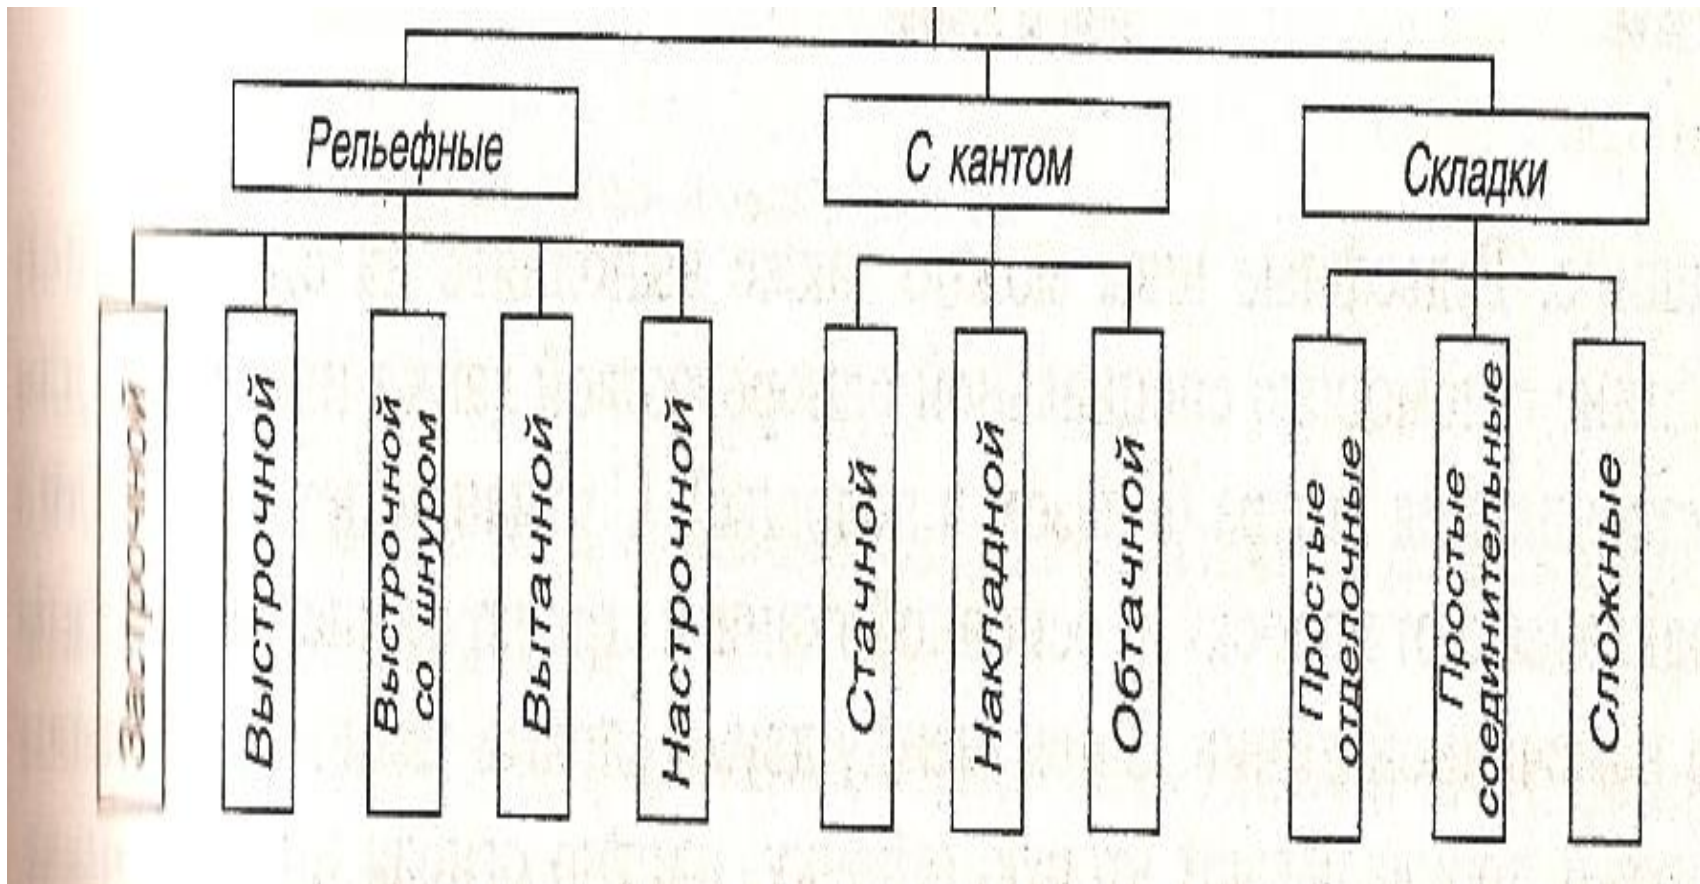 Рельефные
С кантом
Складки
Застрочной
Выстрочной
Выстрочной
со шнуром
Вытачной
Настрочной
Стачной
Накладной
Обтачной
Простые
отделочные
Простые
соединительные
Сложные